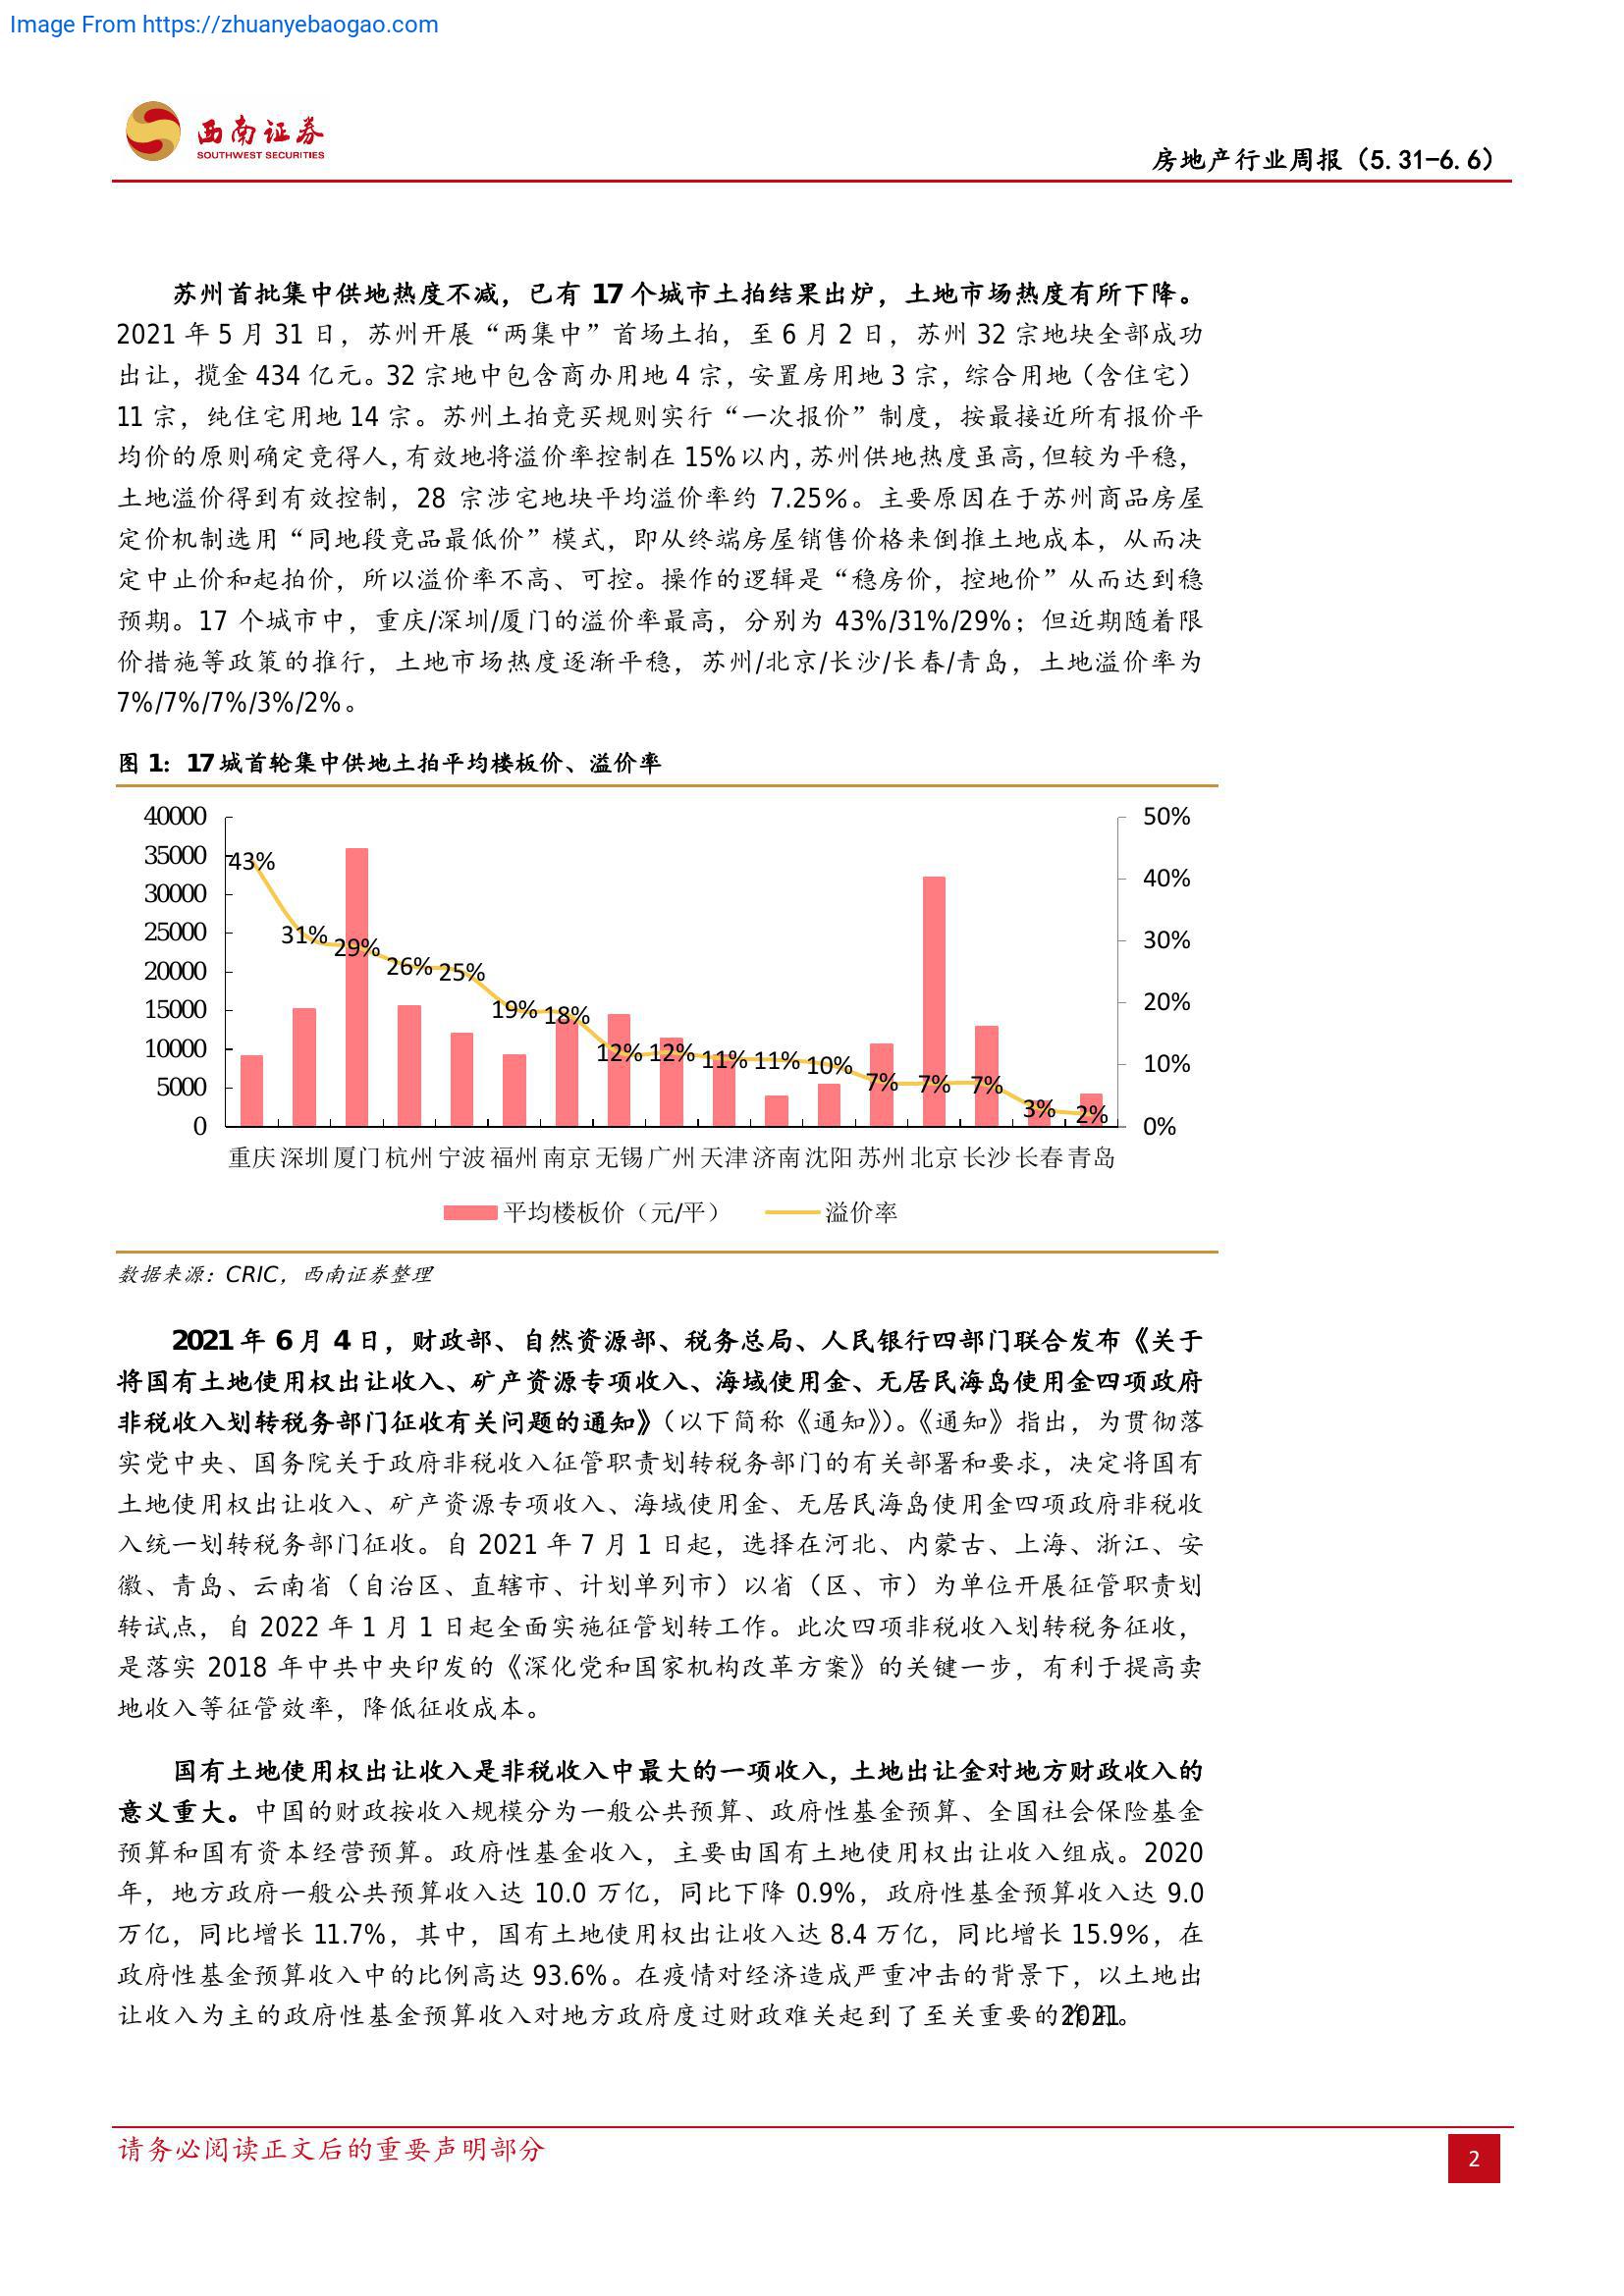 Image From https://zhuanyebaogao.com
西南证券
SOUTHWEST SECURITIES
房地产行业周报（5.31-6.6）
苏州首批集中供地热度不减，已有 17 个城市土拍结果出炉，土地市场热度有所下降。
2021 年 5 月 31 日，苏州开展“两集中”首场土拍，至 6 月 2 日，苏州 32 宗地块全部成功
出让，揽金 434 亿元。32 宗地中包含商办用地 4 宗，安置房用地 3 宗，综合用地（含住宅）
11 宗，纯住宅用地 14 宗。苏州土拍竞买规则实行“一次报价”制度，按最接近所有报价平
均价的原则确定竞得人，有效地将溢价率控制在 15%以内，苏州供地热度虽高，但较为平稳，
土地溢价得到有效控制，28 宗涉宅地块平均溢价率约 7.25%。主要原因在于苏州商品房屋
定价机制选用“同地段竞品最低价”模式，即从终端房屋销售价格来倒推土地成本，从而决
定中止价和起拍价，所以溢价率不高、可控。操作的逻辑是“稳房价，控地价”从而达到稳
预期。17 个城市中，重庆/深圳/厦门的溢价率最高，分别为 43%/31%/29%；但近期随着限
价措施等政策的推行，土地市场热度逐渐平稳，苏州/北京/长沙/长春/青岛，土地溢价率为
7%/7%/7%/3%/2%。
图 1：17 城首轮集中供地土拍平均楼板价、溢价率
40000
35000
30000
25000
20000
15000
10000
5000
0
50%
40%
30%
20%
10%
0%
43% 31% 29% 26% 25% 19% 18% 12% 12% 11% 11% 10% 7% 7% 7% 3% 2%
重庆 深圳 厦门 杭州 宁波 福州 南京 无锡 广州 天津 济南 沈阳 苏州 北京 长沙 长春 青岛
平均楼板价（元/平） 溢价率
数据来源：CRIC，西南证券整理
2021 年 6 月 4 日，财政部、自然资源部、税务总局、人民银行四部门联合发布《关于
将国有土地使用权出让收入、矿产资源专项收入、海域使用金、无居民海岛使用金四项政府
非税收入划转税务部门征收有关问题的通知》（以下简称《通知》）。《通知》指出，为贯彻落
实党中央、国务院关于政府非税收入征管职责划转税务部门的有关部署和要求，决定将国有
土地使用权出让收入、矿产资源专项收入、海域使用金、无居民海岛使用金四项政府非税收
入统一划转税务部门征收。自 2021 年 7 月 1 日起，选择在河北、内蒙古、上海、浙江、安
徽、青岛、云南省（自治区、直辖市、计划单列市）以省（区、市）为单位开展征管职责划
转试点，自 2022 年 1 月 1 日起全面实施征管划转工作。此次四项非税收入划转税务征收，
是落实 2018 年中共中央印发的《深化党和国家机构改革方案》的关键一步，有利于提高卖
地收入等征管效率，降低征收成本。
国有土地使用权出让收入是非税收入中最大的一项收入，土地出让金对地方财政收入的
意义重大。中国的财政按收入规模分为一般公共预算、政府性基金预算、全国社会保险基金
预算和国有资本经营预算。政府性基金收入，主要由国有土地使用权出让收入组成。2020
年，地方政府一般公共预算收入达 10.0 万亿，同比下降 0.9%，政府性基金预算收入达 9.0
万亿，同比增长 11.7%，其中，国有土地使用权出让收入达 8.4 万亿，同比增长 15.9%，在
政府性基金预算收入中的比例高达 93.6%。在疫情对经济造成严重冲击的背景下，以土地出
让收入为主的政府性基金预算收入对地方政府度过财政难关起到了至关重要的 2021。
请务必阅读正文后的重要声明部分
2